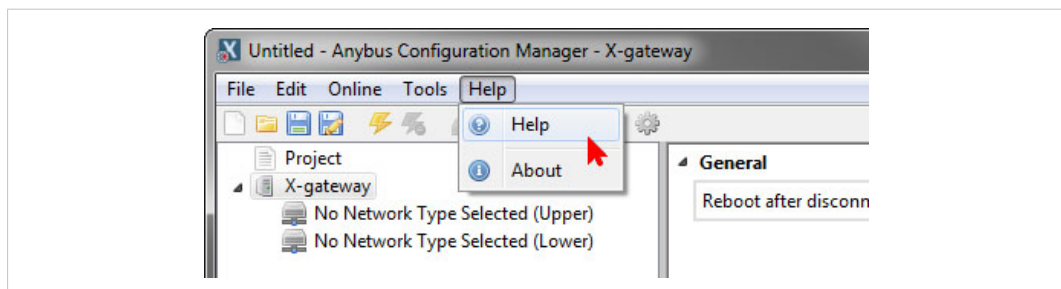 Untitled - Anybus Configuration Manager - X-gateway
File Edit Online Tools Help
Help
About
Project
X-gateway
No Network Type Selected (Upper)
No Network Type Selected (Lower)
General
Reboot after disconn